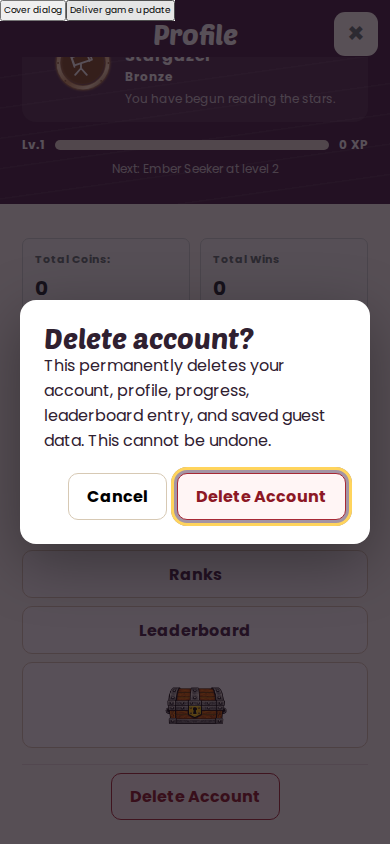 Cover dialog Deliver game update
Profile
✖
Stargazer
Bronze
You have begun reading the stars.
Lv.1 0 XP
Next: Ember Seeker at level 2
Total Coins: Total Wins
0 0
Delete account?
This permanently deletes your
account, profile, progress,
leaderboard entry, and saved guest
data. This cannot be undone.
Cancel Delete Account
Ranks
Leaderboard
Delete Account